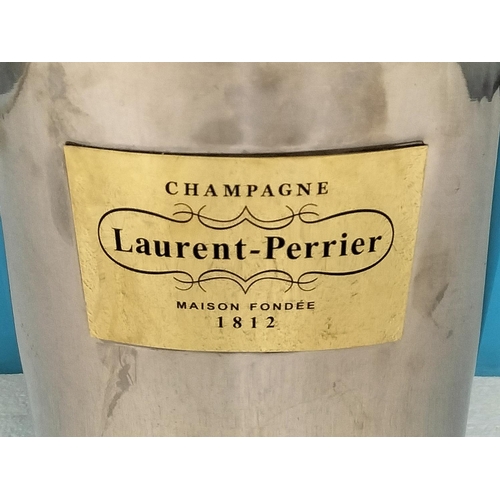 CHAMPAGNE
Laurent-Perrier
MAISON FONDÉE
1812